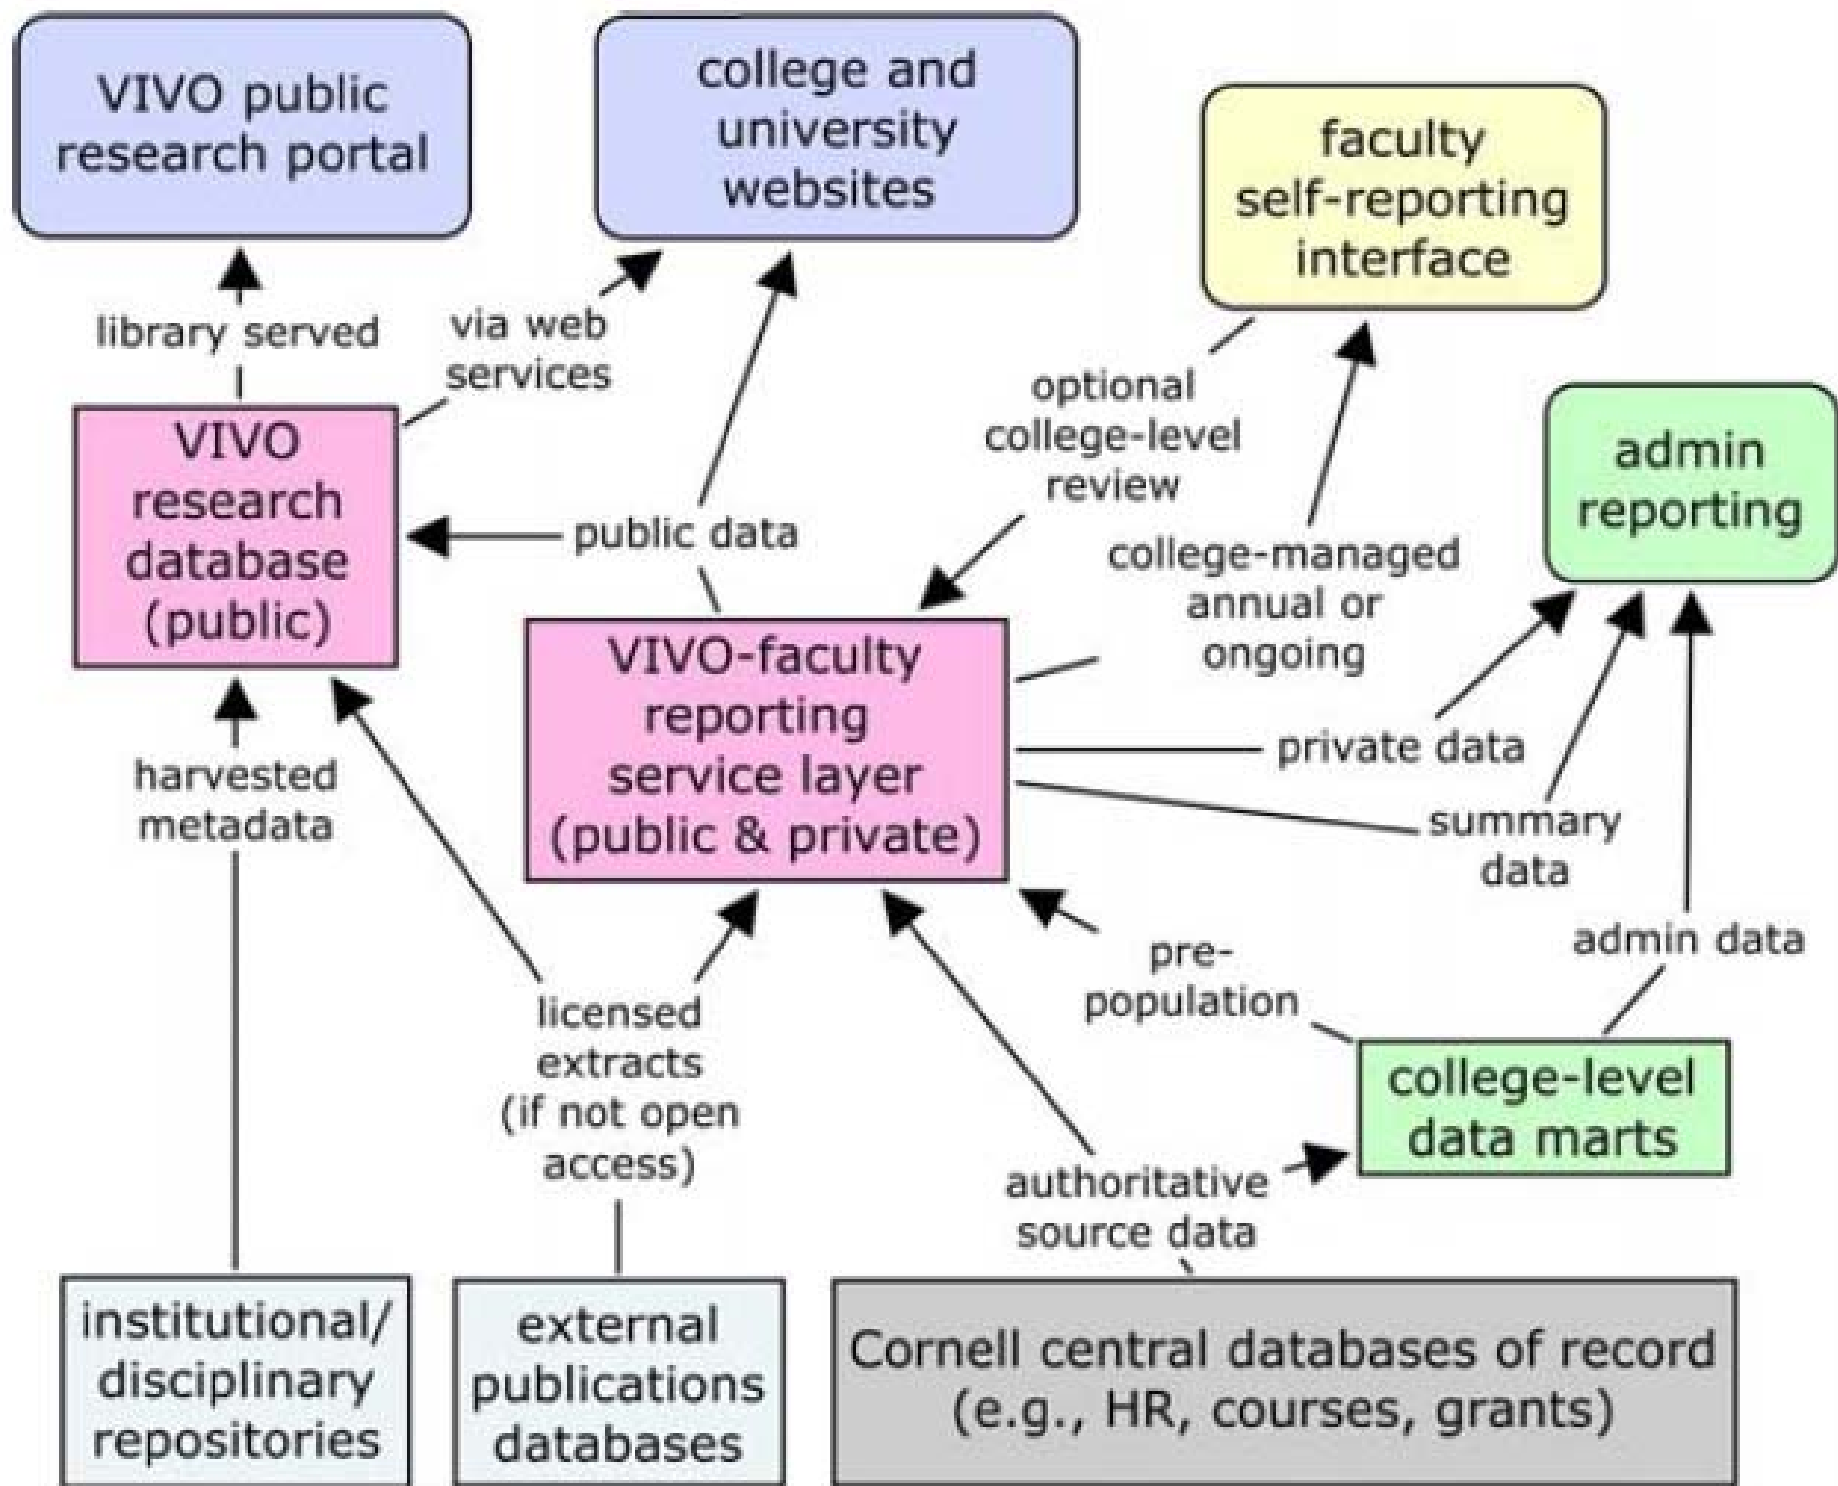 VIVO public
research portal
college and
university
websites
faculty
self-reporting
interface
library served
via web
services
optional
college-level
review
admin
reporting
VIVO
research
database
(public)
public data
college-managed
annual or
ongoing
VIVO-faculty
reporting
service layer
(public & private)
private data
summary
data
harvested
metadata
admin data
pre-
population
licensed
extracts
(if not open
access)
college-level
data marts
authoritative
source data
institutional/
disciplinary
repositories
external
publications
databases
Cornell central databases of record
(e.g., HR, courses, grants)